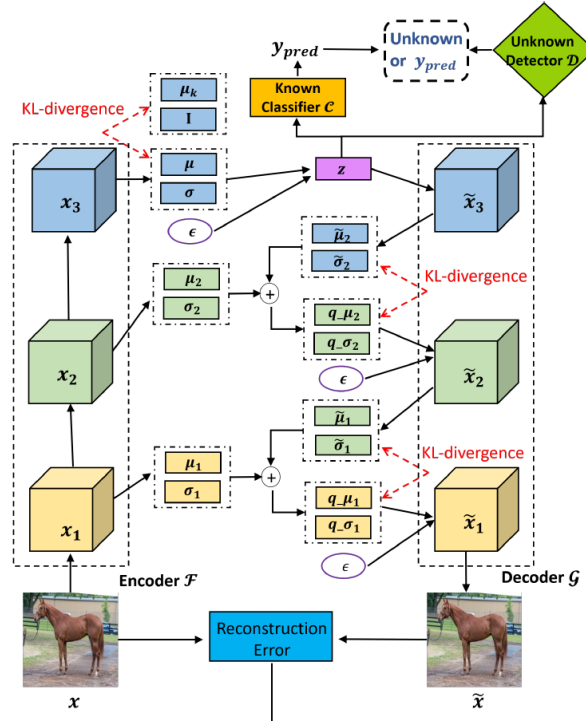 y_pred
Unknown
or y_pred
Unknown
Detector 𝒟
Known
Classifier 𝒞
KL-divergence
μ_k
I
μ
σ
z
ϵ
x_3
x̃_3
μ̃_2
σ̃_2
μ_2
σ_2
+
KL-divergence
q_μ_2
q_σ_2
x_2
x̃_2
ϵ
μ̃_1
σ̃_1
KL-divergence
μ_1
σ_1
+
q_μ_1
q_σ_1
x_1
x̃_1
ϵ
Encoder ℱ
Decoder 𝒢
Reconstruction
Error
x
x̃